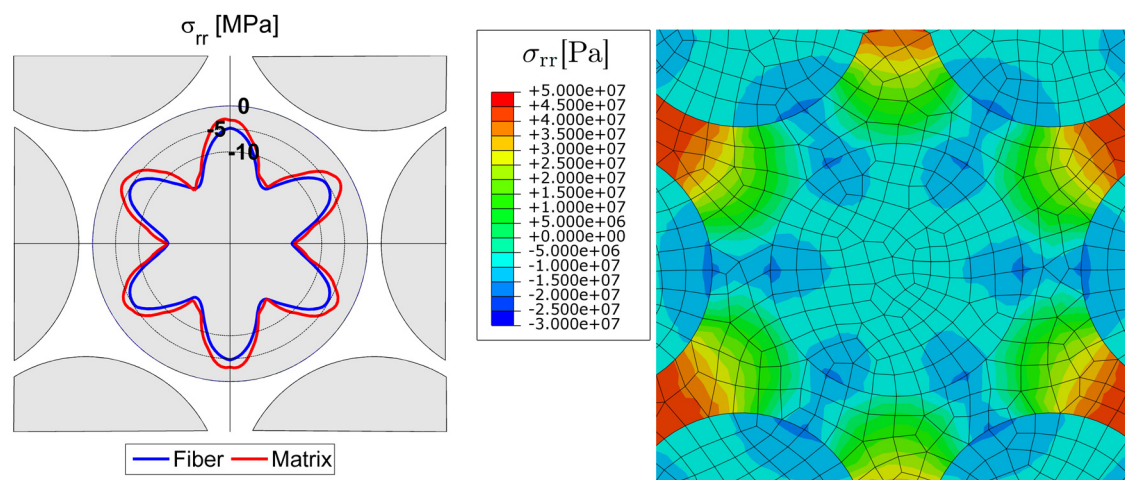 σrr [MPa]
0
-5
-10
Fiber Matrix
σrr[Pa]
+5.000e+07
+4.500e+07
+4.000e+07
+3.500e+07
+3.000e+07
+2.500e+07
+2.000e+07
+1.500e+07
+1.000e+07
+5.000e+06
+0.000e+00
-5.000e+06
-1.000e+07
-1.500e+07
-2.000e+07
-2.500e+07
-3.000e+07